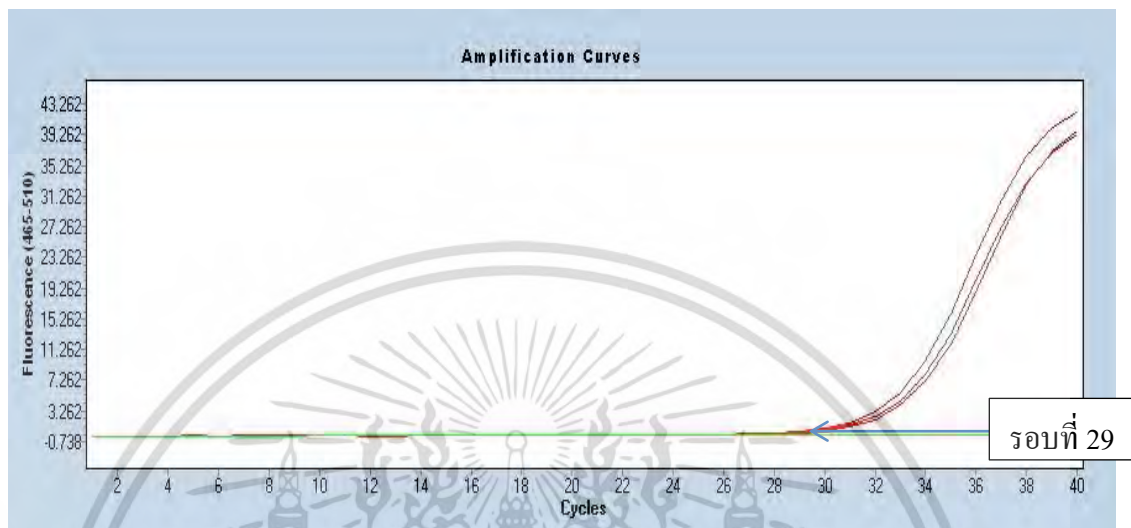 Amplification Curves
Fluorescence (465-510)
43.262
39.262
35.262
31.262
27.262
23.262
19.262
15.262
11.262
7.262
3.262
-0.738
2 4 6 8 10 12 14 16 18 20 22 24 26 28 30 32 34 36 38 40
Cycles
รอบที่ 29